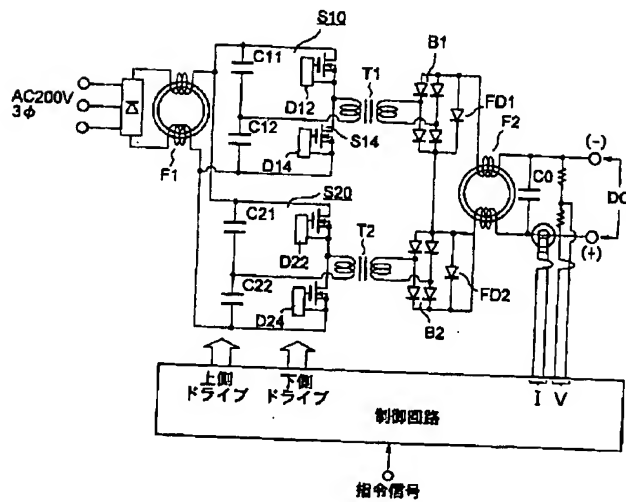 S10
C11
D12
T1
B1
AC200V
3φ
FD1
F2
C12
S14
F1
D14
(-)
C0
DC
S20
C21
D22
T2
(+)
C22
D24
FD2
B2
上側
ドライブ
下側
ドライブ
I V
制御回路
指令信号